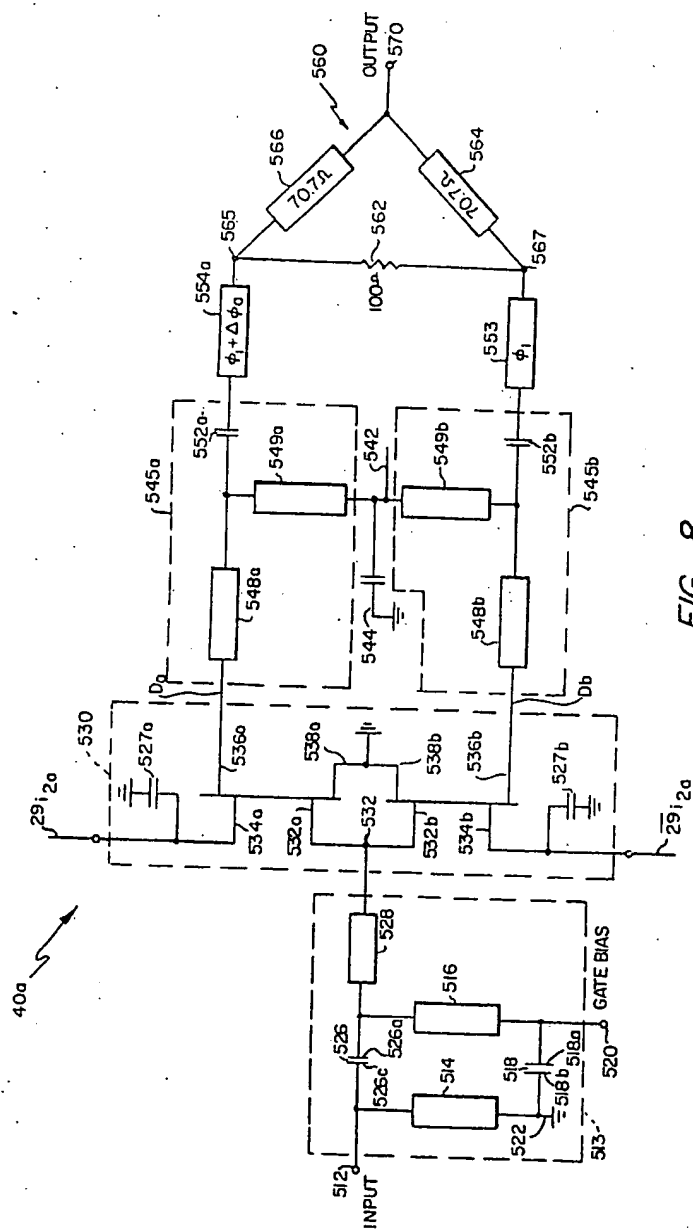 40a
29i2a
530
527a
534a
532a
532
532b
534b
527b
29i2a
536a
538a
538b
536b
Da
Db
545a
548a
549a
552a
544
542
549b
548b
552b
545b
554a
ϕ1 + Δϕa
553
ϕ1
565
567
562
100Ω
566
70.7Ω
564
70.7Ω
560
OUTPUT
570
INPUT
512
513
514
516
518
518a
518b
520
522
526
526a
526c
528
GATE BIAS
FIG. 8